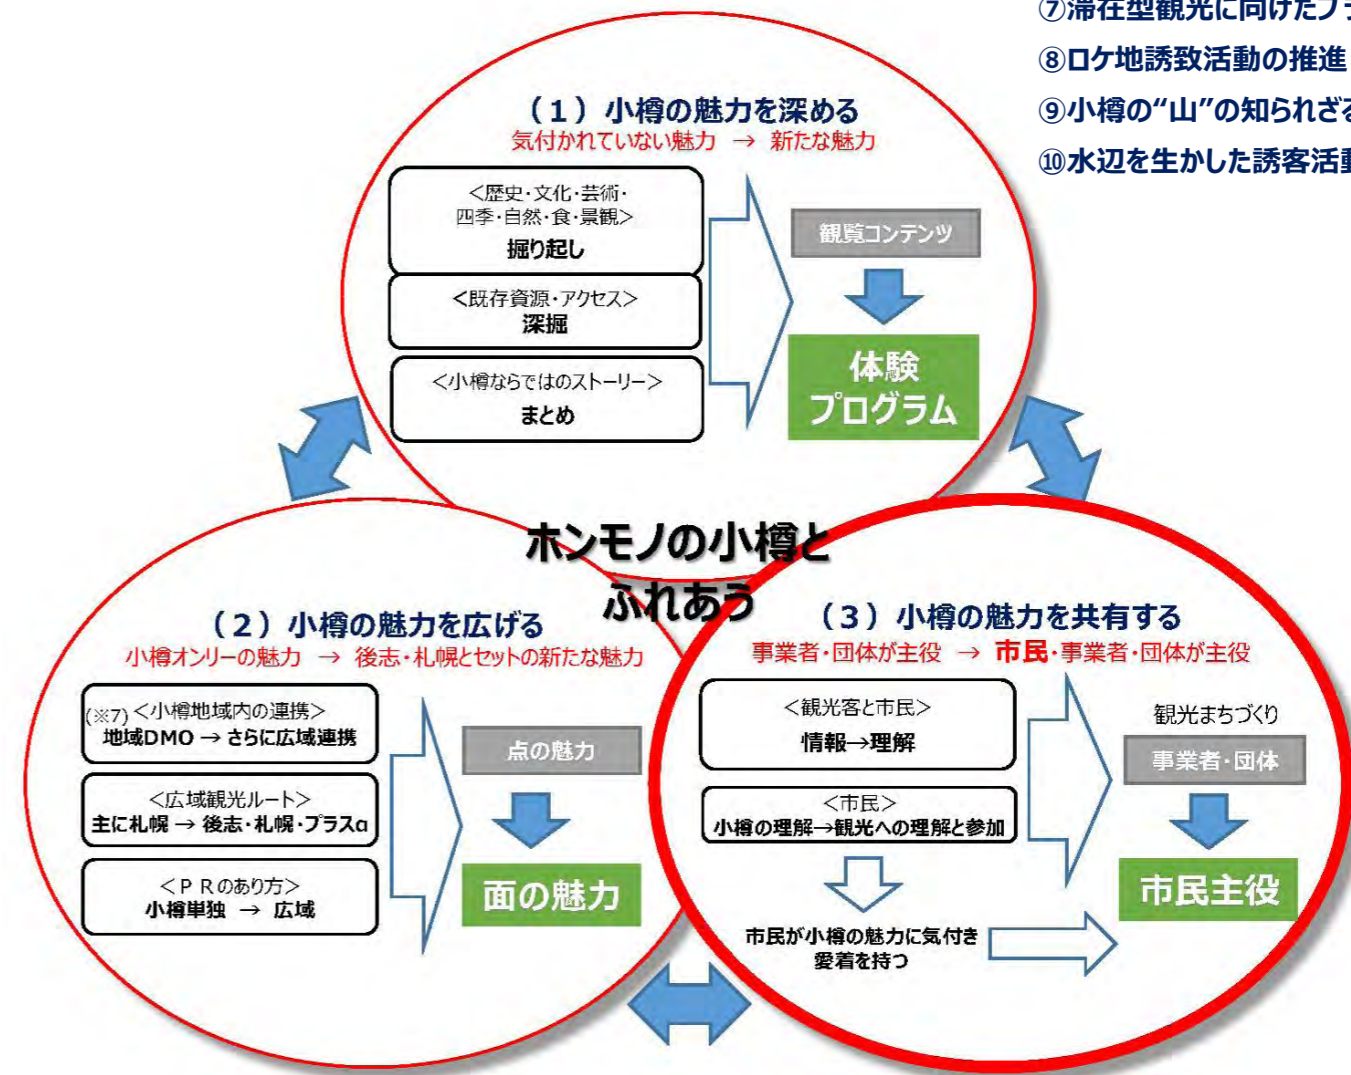 ⑦滞在型観光に向けたプラ
⑧ロケ地誘致活動の推進
⑨小樽の“山”の知られざる
⑩水辺を生かした誘客活動
（１）小樽の魅力を深める
気付かれていない魅力 → 新たな魅力
＜歴史・文化・芸術・
四季・自然・食・景観＞
掘り起し
＜既存資源・アクセス＞
深掘
＜小樽ならではのストーリー＞
まとめ
観覧コンテンツ
体験
プログラム
ホンモノの小樽と
ふれあう
（２）小樽の魅力を広げる
小樽オンリーの魅力 → 後志・札幌とセットの新たな魅力
(※7)＜小樽地域内の連携＞
地域DMO → さらに広域連携
＜広域観光ルート＞
主に札幌 → 後志・札幌・プラスα
＜ＰＲのあり方＞
小樽単独 → 広域
点の魅力
面の魅力
（３）小樽の魅力を共有する
事業者・団体が主役 → 市民・事業者・団体が主役
＜観光客と市民＞
情報→理解
＜市民＞
小樽の理解→観光への理解と参加
市民が小樽の魅力に気付き
愛着を持つ
観光まちづくり
事業者・団体
市民主役